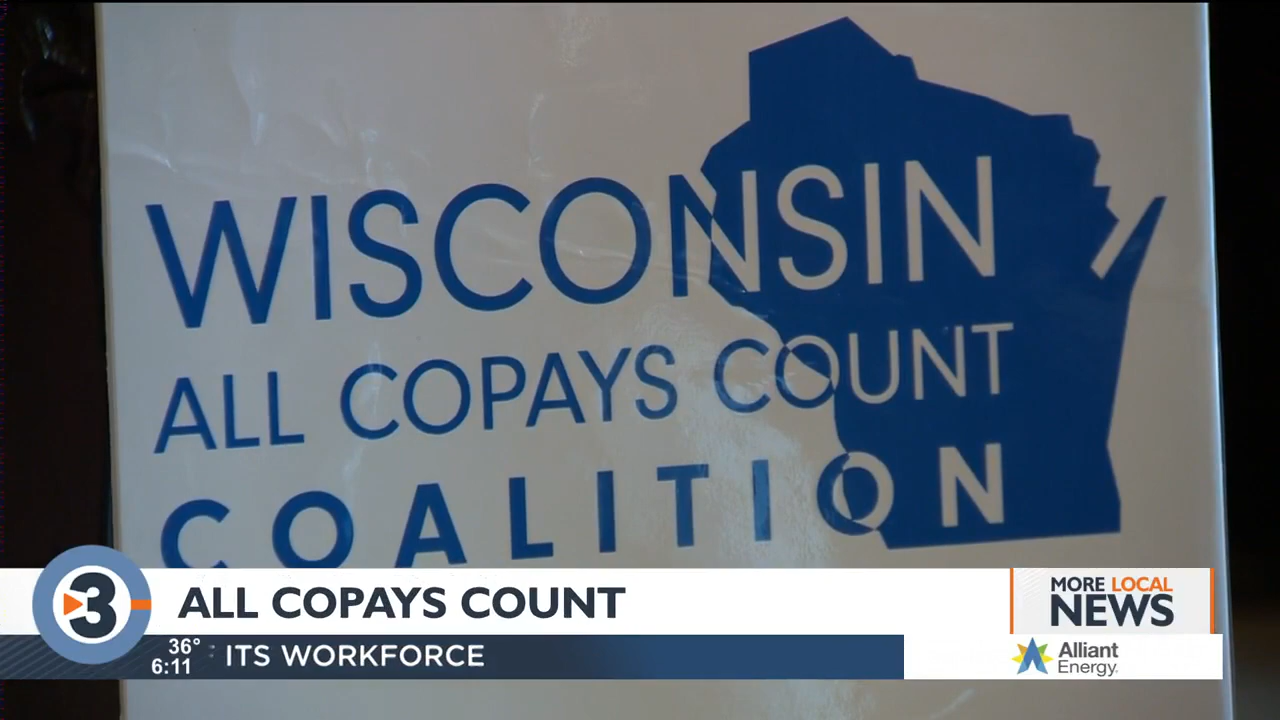 WISCONSIN
ALL COPAYS COUNT
COALITION
3
ALL COPAYS COUNT
MORE LOCAL
NEWS
36°
6:11
ITS WORKFORCE
Alliant
Energy